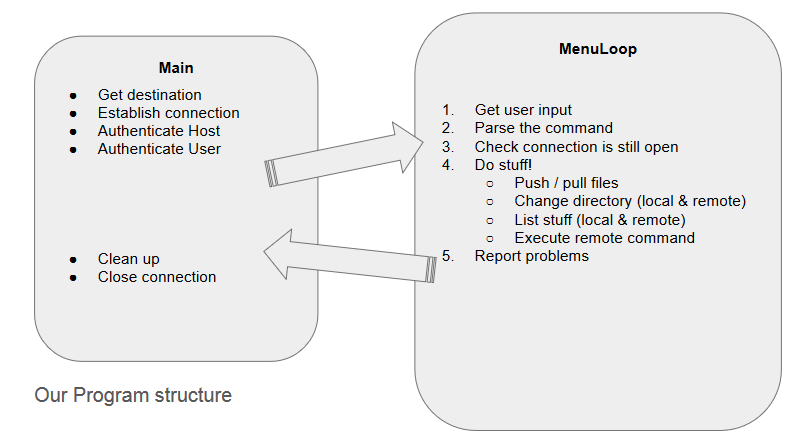 Main
● Get destination
● Establish connection
● Authenticate Host
● Authenticate User
● Clean up
● Close connection
MenuLoop
1. Get user input
2. Parse the command
3. Check connection is still open
4. Do stuff!
○ Push / pull files
○ Change directory (local & remote)
○ List stuff (local & remote)
○ Execute remote command
5. Report problems
Our Program structure